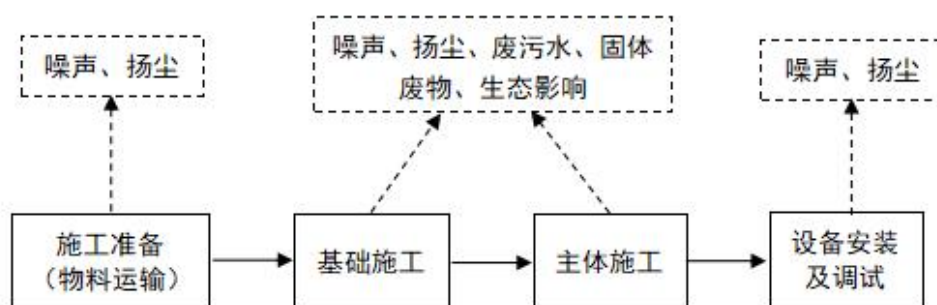 噪声、扬尘
噪声、扬尘、废污水、固体
废物、生态影响
噪声、扬尘
施工准备
（物料运输）
基础施工
主体施工
设备安装
及调试